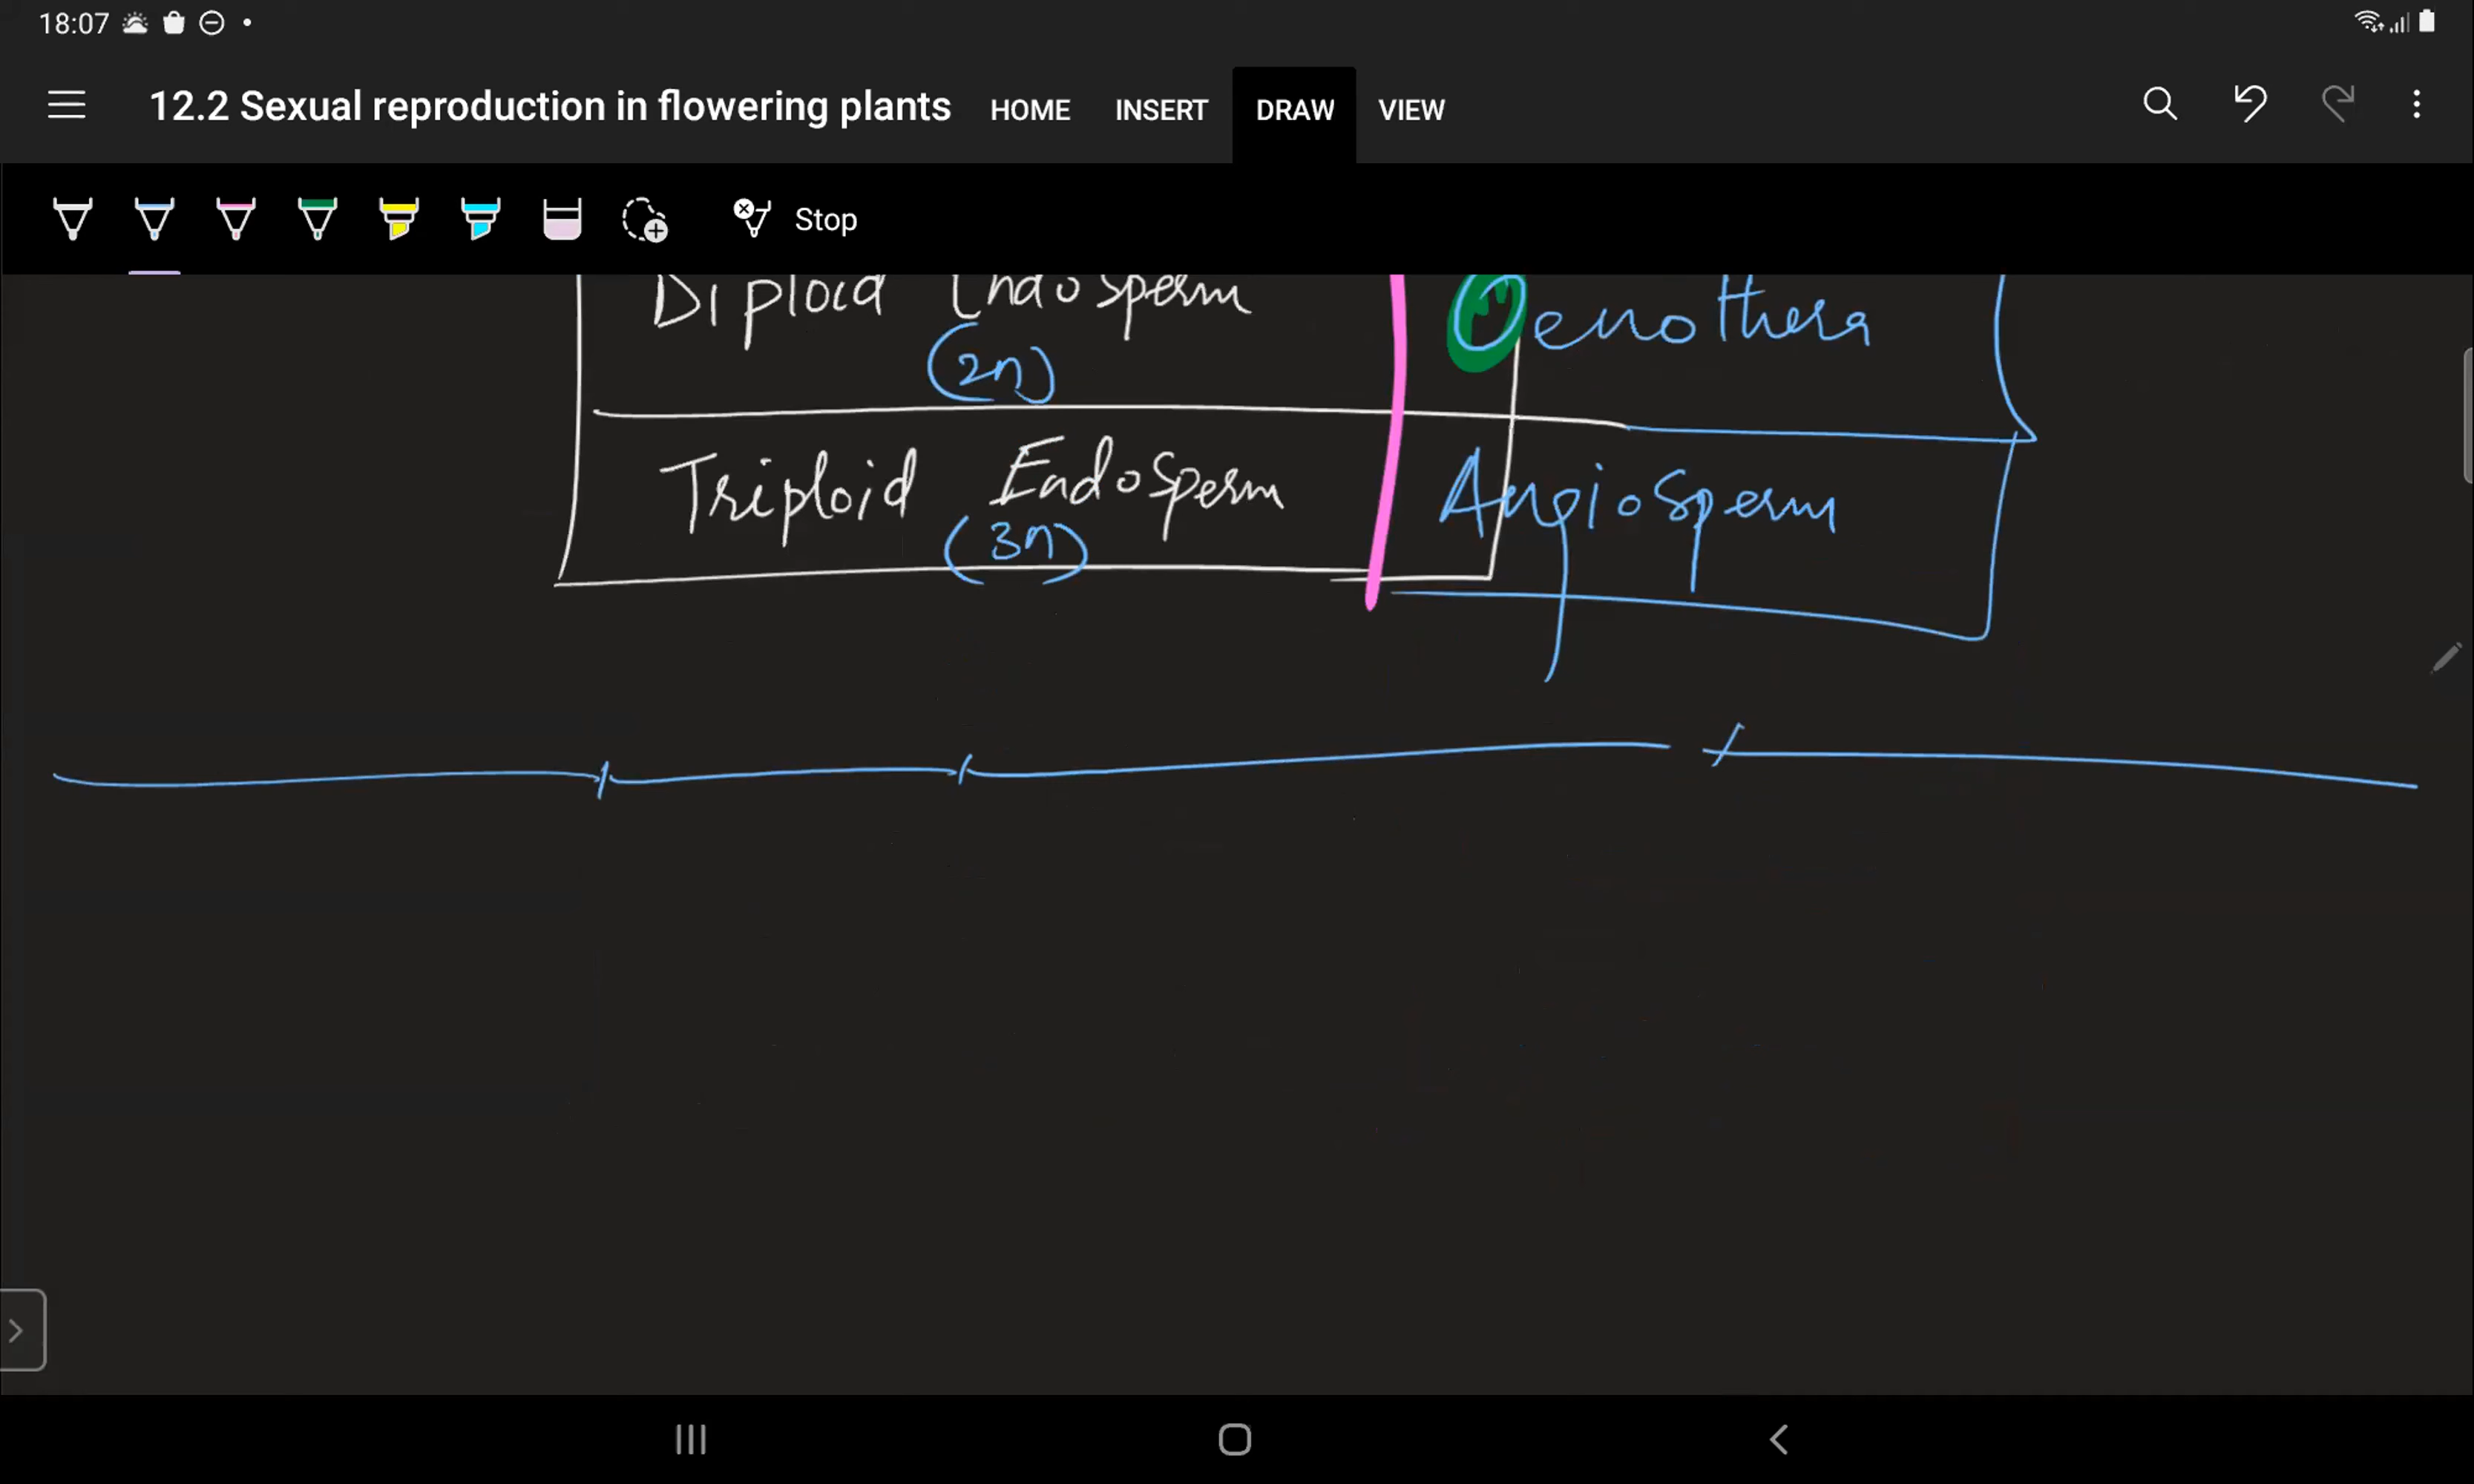 18:07
12.2 Sexual reproduction in flowering plants HOME INSERT DRAW VIEW
Stop
Diploid Endosperm Oenothera
(2n)
Triploid Endosperm Angiosperm
(3n)